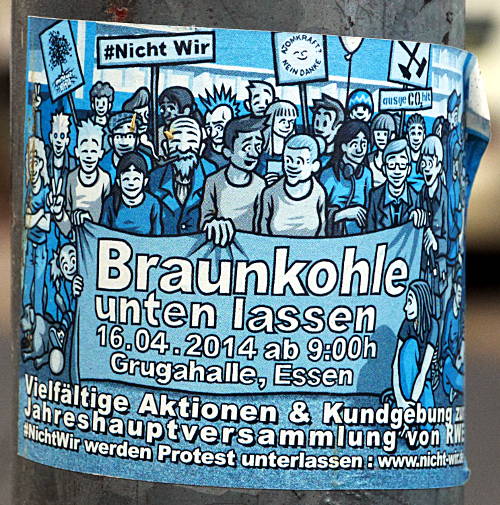 #Nicht Wir
ATOMKRAFT?
NEIN DANKE
ausgeCO₂hlt
Braunkohle
unten lassen
16.04.2014 ab 9:00h
Grugahalle, Essen
Vielfältige Aktionen & Kundgebung zur
Jahreshauptversammlung von RWE
#NichtWir werden Protest unterlassen : www.nicht-wir.